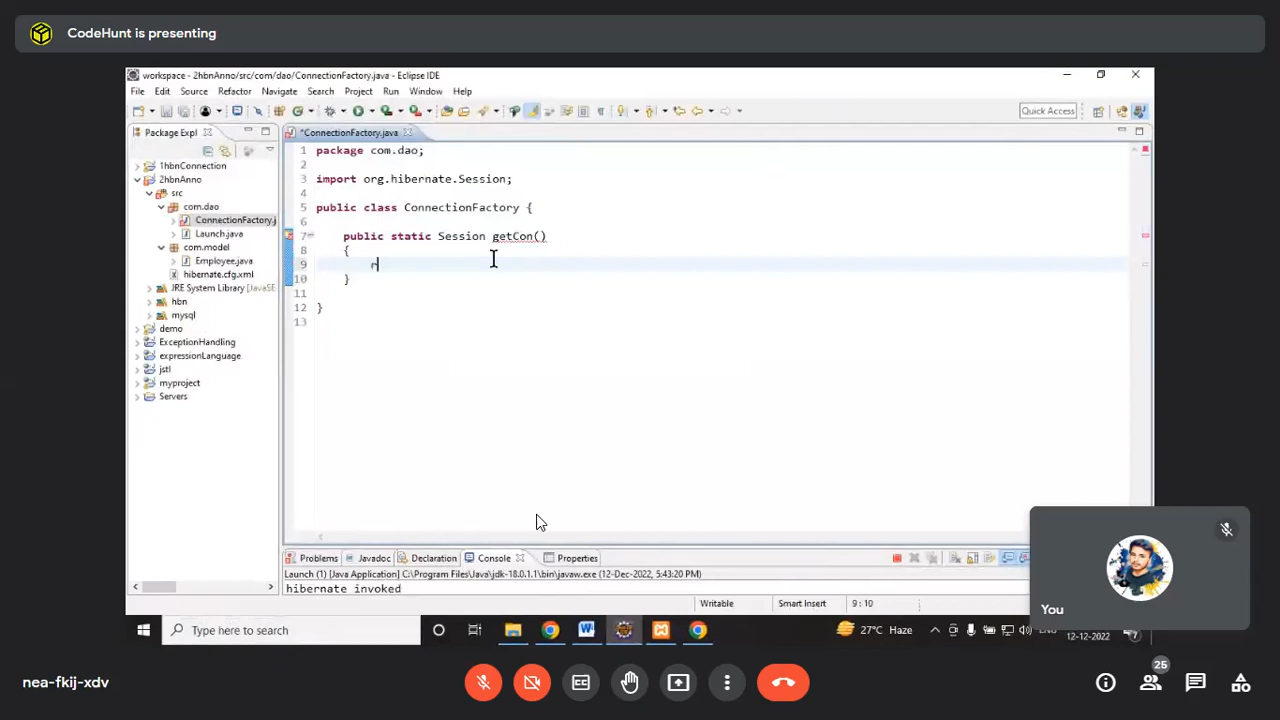 CodeHunt is presenting
workspace - 2hbnAnno/src/com/dao/ConnectionFactory.java - Eclipse IDE
File Edit Source Refactor Navigate Search Project Run Window Help
Quick Access
Package Expl
*ConnectionFactory.java
1hbnConnection
2hbnAnno
src
com.dao
ConnectionFactory.j
Launch.java
com.model
Employee.java
hibernate.cfg.xml
JRE System Library [JavaSE
hbn
mysql
demo
ExceptionHandling
expressionLanguage
jstl
myproject
Servers
1 package com.dao;
2
3 import org.hibernate.Session;
4
5 public class ConnectionFactory {
6
7 public static Session getCon()
8 {
9 r
10 }
11
12 }
13
Problems Javadoc Declaration Console Properties
Launch (1) [Java Application] C:\Program Files\Java\jdk-18.0.1.1\bin\javaw.exe (12-Dec-2022, 5:43:20 PM)
hibernate invoked
Writable Smart Insert 9 : 10
You
Type here to search
27°C Haze
12-12-2022
nea-fkij-xdv
25